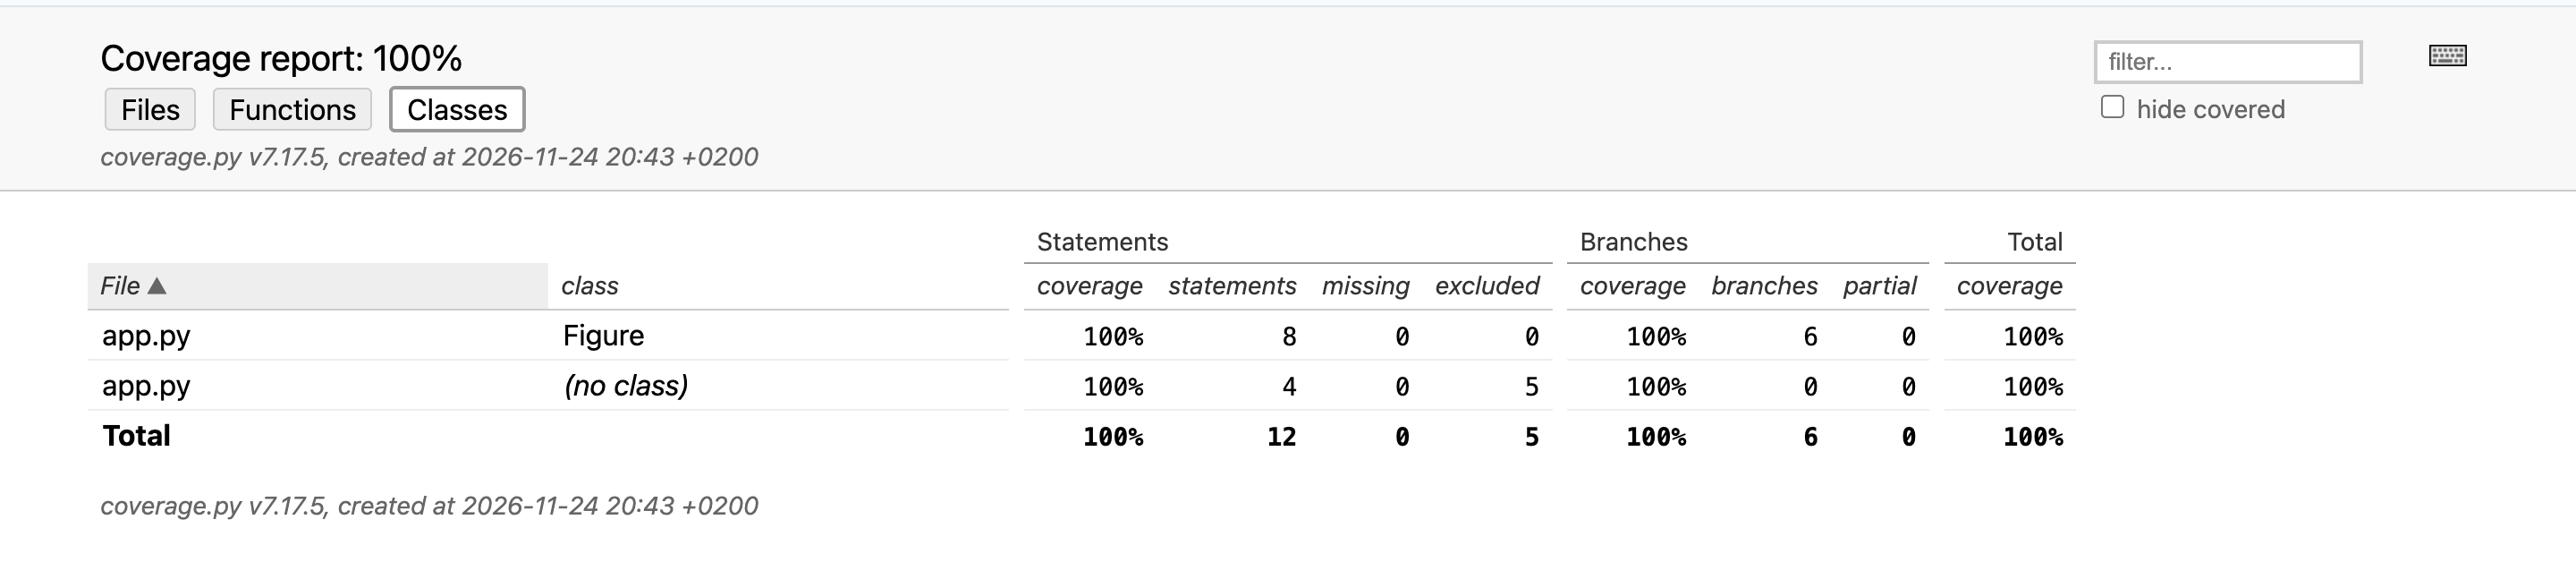 Coverage report: 100%
filter...
Files Functions Classes
hide covered
coverage.py v7.17.5, created at 2026-11-24 20:43 +0200
Statements Branches Total
File ▲ class coverage statements missing excluded coverage branches partial coverage
app.py Figure 100% 8 0 0 100% 6 0 100%
app.py (no class) 100% 4 0 5 100% 0 0 100%
Total 100% 12 0 5 100% 6 0 100%
coverage.py v7.17.5, created at 2026-11-24 20:43 +0200